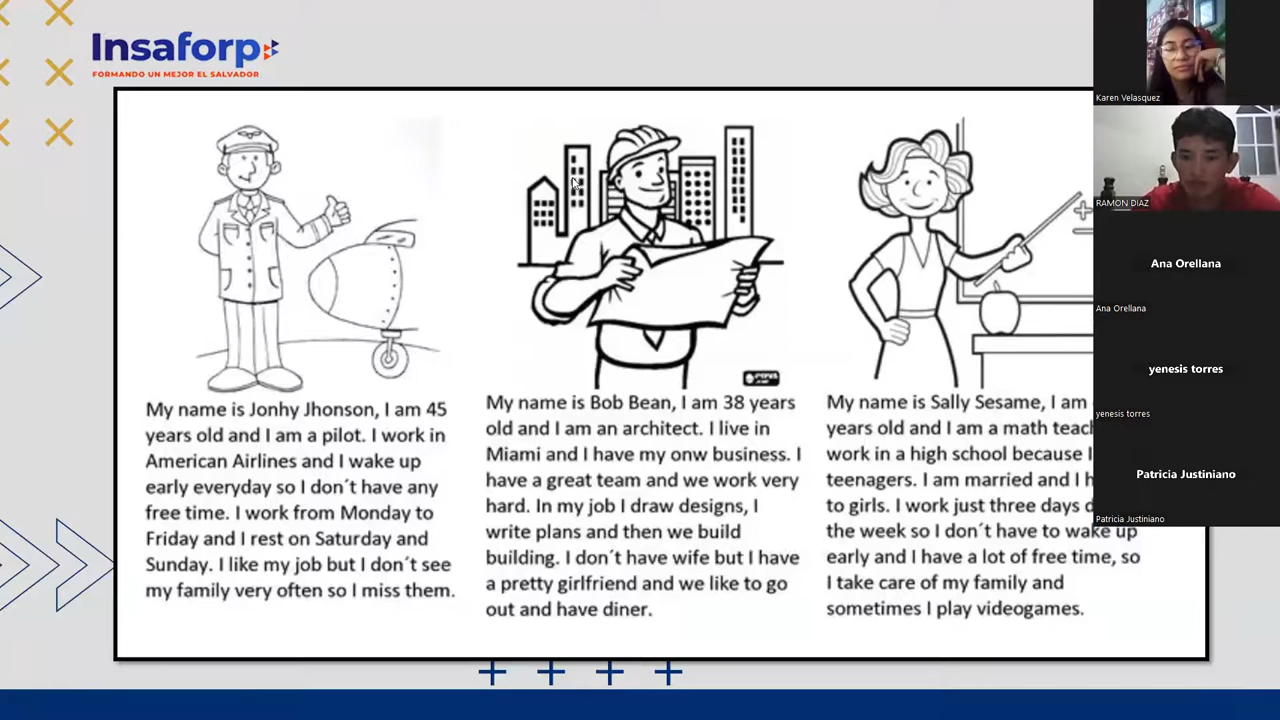 Insaforp
FORMANDO UN MEJOR EL SALVADOR
My name is Jonhy Jhonson, I am 45
years old and I am a pilot. I work in
American Airlines and I wake up
early everyday so I don´t have any
free time. I work from Monday to
Friday and I rest on Saturday and
Sunday. I like my job but I don´t see
my family very often so I miss them.
My name is Bob Bean, I am 38 years
old and I am an architect. I live in
Miami and I have my onw business. I
have a great team and we work very
hard. In my job I draw designs, I
write plans and then we build
building. I don´t have wife but I have
a pretty girlfriend and we like to go
out and have diner.
My name is Sally Sesame, I am
years old and I am a math
work in a high school because I
teenagers. I am married and I
to girls. I work just three days
the week so I don´t have to wake up
early and I have a lot of free time, so
I take care of my family and
sometimes I play videogames.
Karen Velasquez
RAMON DIAZ
Ana Orellana
Ana Orellana
yenesis torres
yenesis torres
Patricia Justiniano
Patricia Justiniano